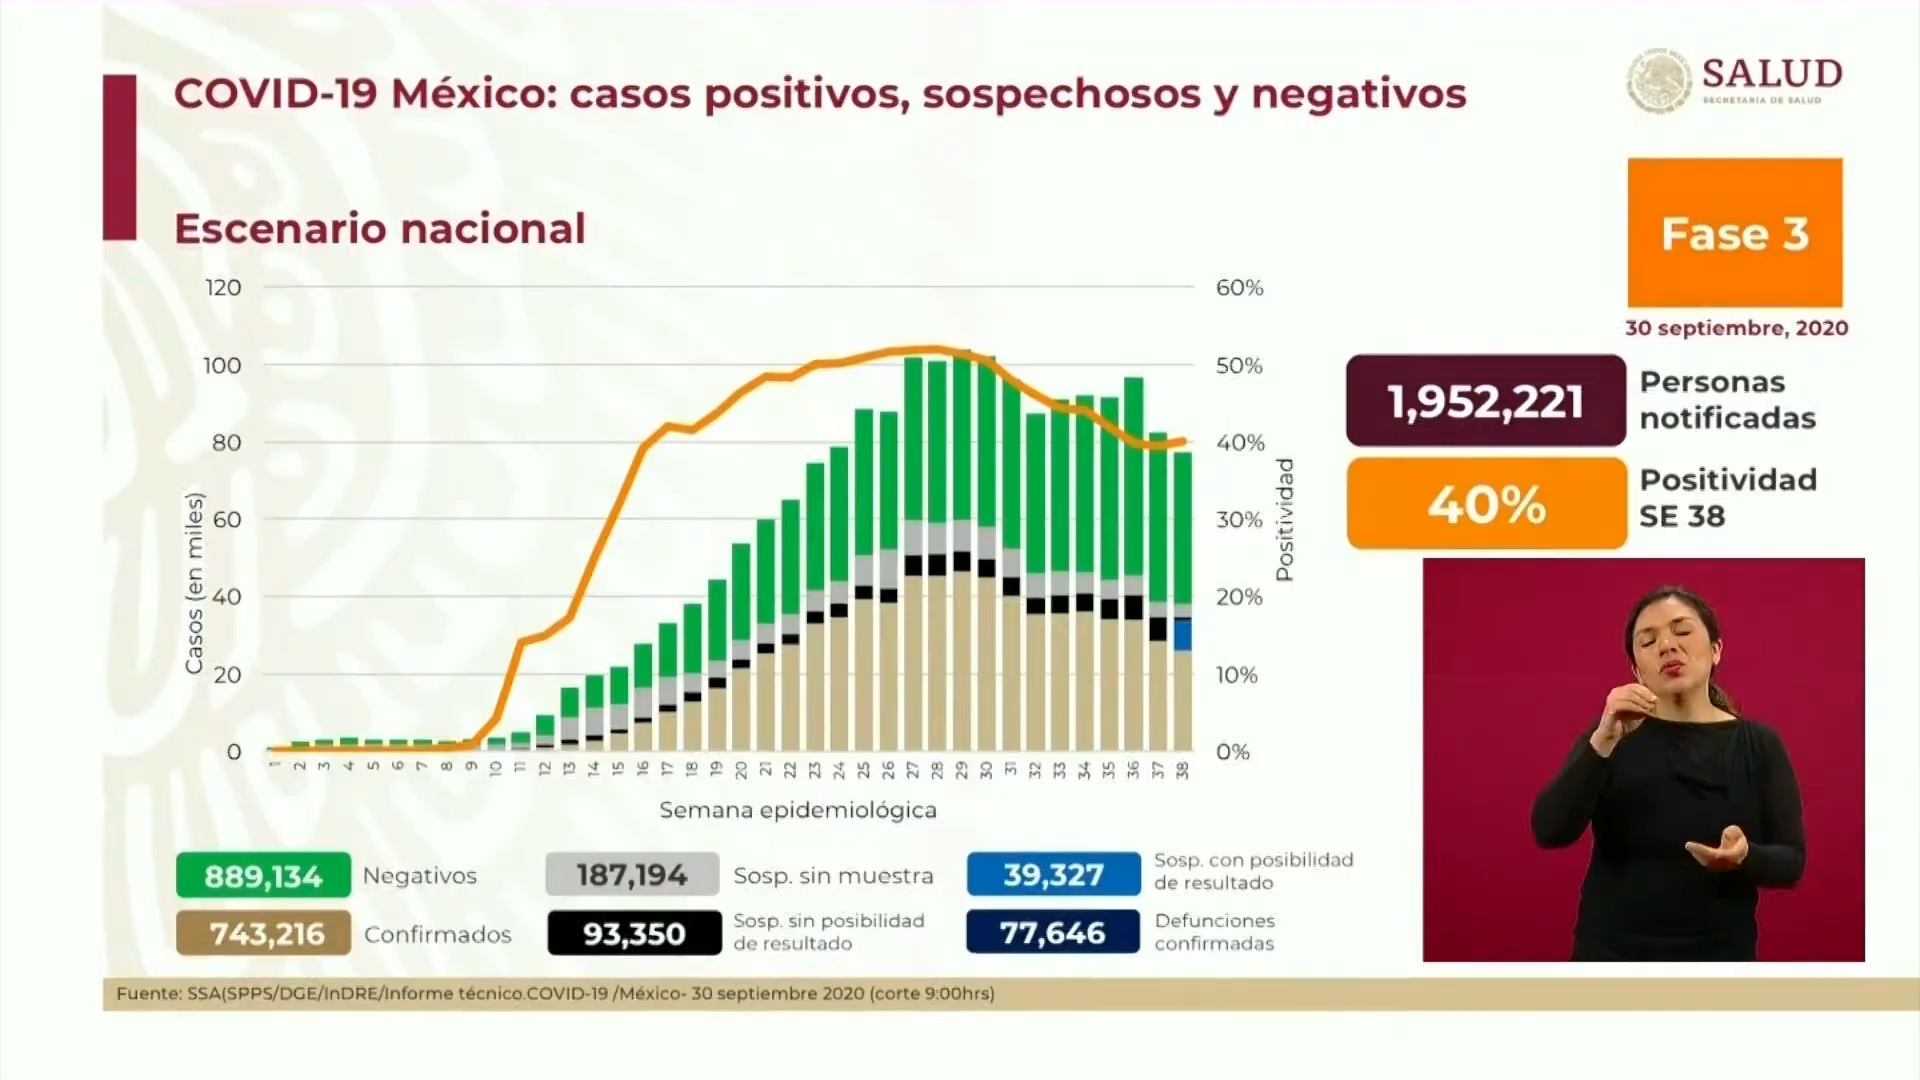 COVID-19 México: casos positivos, sospechosos y negativos
SALUD
SECRETARÍA DE SALUD
Fase 3
30 septiembre, 2020
Escenario nacional
120
100
80
60
40
20
0
Casos (en miles)
60%
50%
40%
30%
20%
10%
0%
Positividad
1 2 3 4 5 6 7 8 9 10 11 12 13 14 15 16 17 18 19 20 21 22 23 24 25 26 27 28 29 30 31 32 33 34 35 36 37 38
Semana epidemiológica
1,952,221
Personas
notificadas
40%
Positividad
SE 38
889,134 Negativos
187,194 Sosp. sin muestra
39,327
Sosp. con posibilidad
de resultado
743,216 Confirmados
93,350
Sosp. sin posibilidad
de resultado
77,646
Defunciones
confirmadas
Fuente: SSA(SPPS/DGE/InDRE/Informe técnico.COVID-19 /México- 30 septiembre 2020 (corte 9:00hrs)